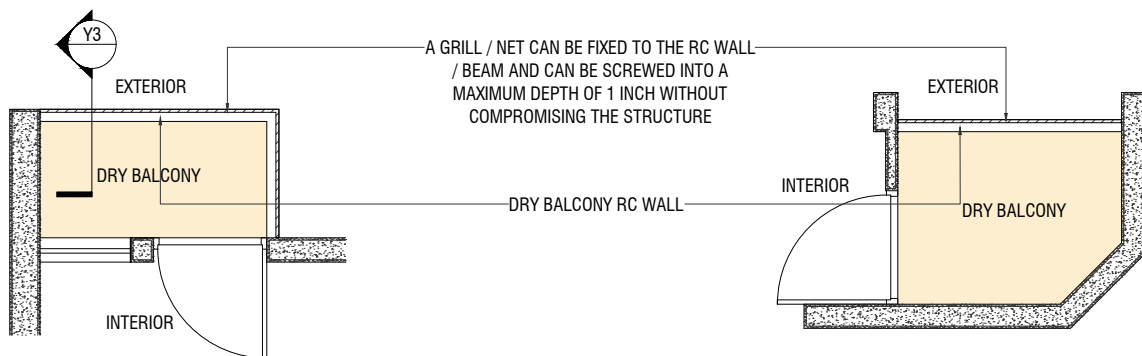 Y3
A GRILL / NET CAN BE FIXED TO THE RC WALL
/ BEAM AND CAN BE SCREWED INTO A
MAXIMUM DEPTH OF 1 INCH WITHOUT
COMPROMISING THE STRUCTURE
EXTERIOR
EXTERIOR
DRY BALCONY
INTERIOR
DRY BALCONY RC WALL
DRY BALCONY
INTERIOR